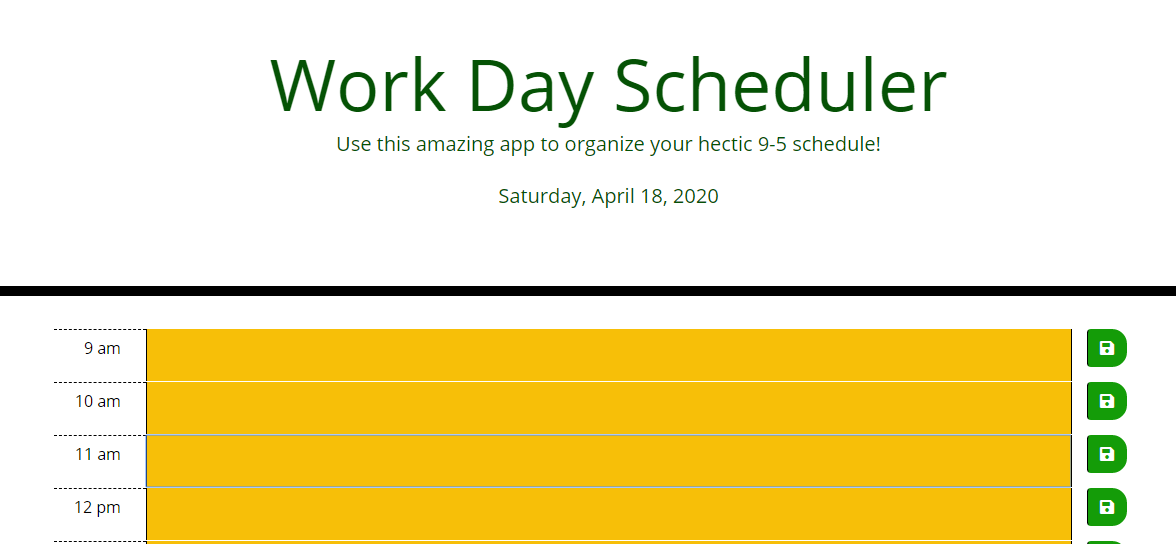 Work Day Scheduler
Use this amazing app to organize your hectic 9-5 schedule!
Saturday, April 18, 2020
9 am
10 am
11 am
12 pm